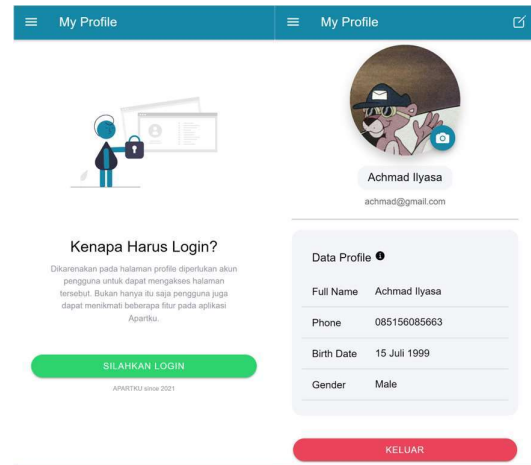 My Profile
Kenapa Harus Login?
Dikarenakan pada halaman profile diperlukan akun
pengguna untuk dapat mengakses halaman
tersebut. Bukan hanya itu saja pengguna juga
dapat menikmati beberapa fitur pada aplikasi
Apartku.
SILAHKAN LOGIN
APARTKU since 2021
My Profile
Achmad Ilyasa
achmad@gmail.com
Data Profile
Full Name Achmad Ilyasa
Phone 085156085663
Birth Date 15 Juli 1999
Gender Male
KELUAR